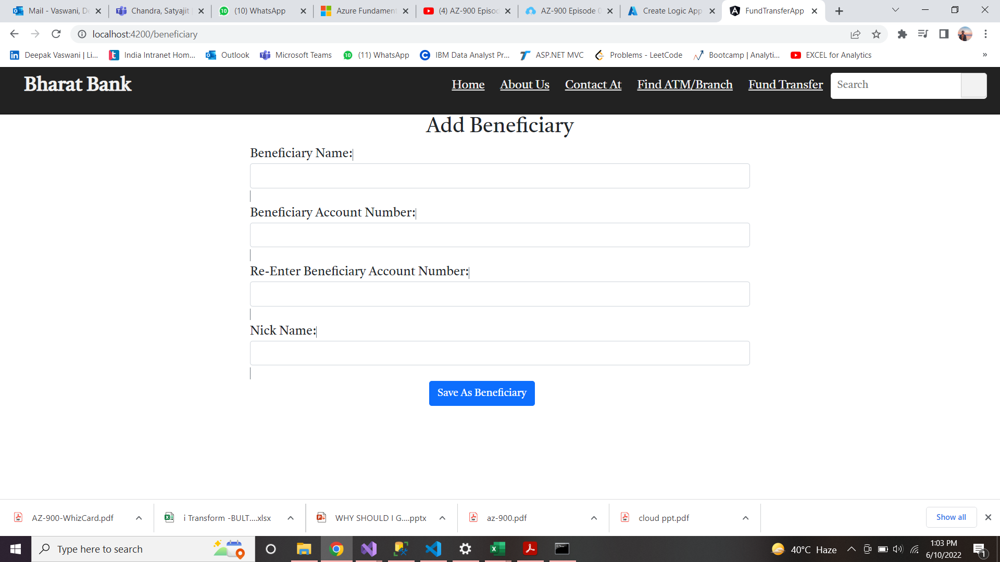 Mail - Vaswani, De
Chandra, Satyajit
(10) WhatsApp
Azure Fundament
(4) AZ-900 Episod
AZ-900 Episode 0
Create Logic App
FundTransferApp
localhost:4200/beneficiary
Deepak Vaswani | Li...
India Intranet Hom...
Outlook
Microsoft Teams
(11) WhatsApp
IBM Data Analyst Pr...
ASP.NET MVC
Problems - LeetCode
Bootcamp | Analyti...
EXCEL for Analytics
»
Bharat Bank
Home
About Us
Contact At
Find ATM/Branch
Fund Transfer
Search
Add Beneficiary
Beneficiary Name:
Beneficiary Account Number:
Re-Enter Beneficiary Account Number:
Nick Name:
Save As Beneficiary
AZ-900-WhizCard.pdf
i Transform -BULT....xlsx
WHY SHOULD I G....pptx
az-900.pdf
cloud ppt.pdf
Show all
Type here to search
40°C Haze
1:03 PM
6/10/2022
1